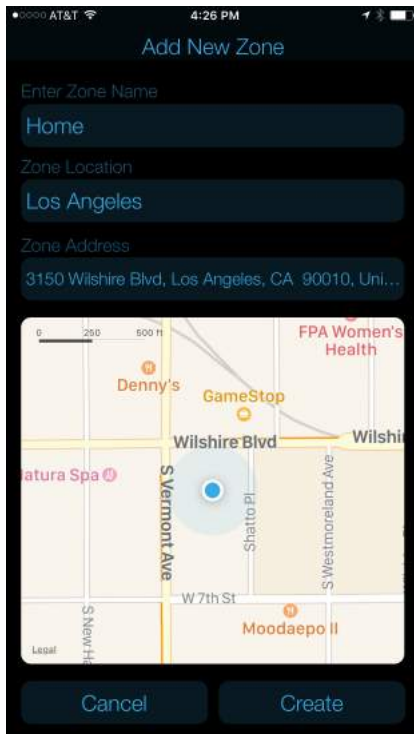 AT&T 4:26 PM
Add New Zone
Enter Zone Name
Home
Zone Location
Los Angeles
Zone Address
3150 Wilshire Blvd, Los Angeles, CA 90010, Uni...
0 250 500 ft
FPA Women's
Health
Denny's
GameStop
Wilshire Blvd
Wilshi
atura Spa
S Vermont Ave
Shatto Pl
S Westmoreland Ave
W 7th St
S New Ha
Moodaepo II
Legal
Cancel
Create